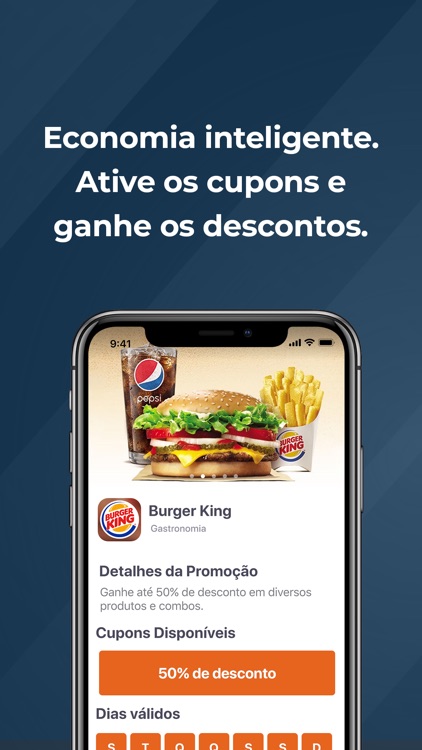 Economia inteligente.
Ative os cupons e
ganhe os descontos.
9:41
pepsi
BURGER
KING
BURGER
KING
Burger King
Gastronomia
Detalhes da Promoção
Ganhe até 50% de desconto em diversos
produtos e combos.
Cupons Disponíveis
50% de desconto
Dias válidos
S T Q Q S S D